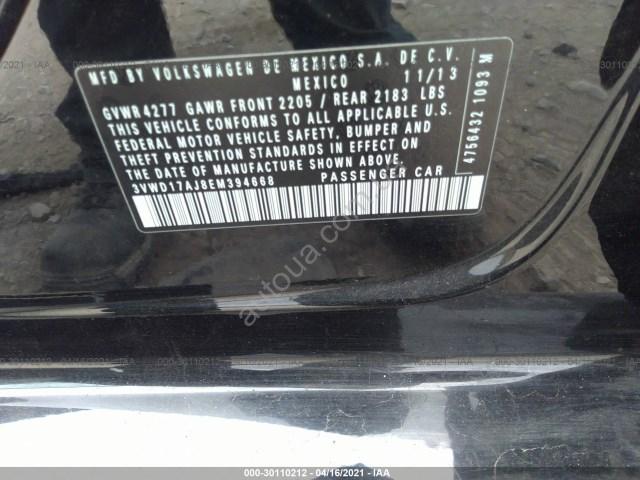 MFD BY VOLKSWAGEN DE MEXICO S.A. DE C.V.
MEXICO 11/13
GVWR4277 GAWR FRONT 2205 / REAR 2183 LBS
THIS VEHICLE CONFORMS TO ALL APPLICABLE U.S.
FEDERAL MOTOR VEHICLE SAFETY, BUMPER AND
THEFT PREVENTION STANDARDS IN EFFECT ON
THE DATE OF MANUFACTURE SHOWN ABOVE.
3VWD17AJ8EM394668 PASSENGER CAR
4756432 1093 M
autoua.com
000-30110212 - 04/16/2021 - IAAI